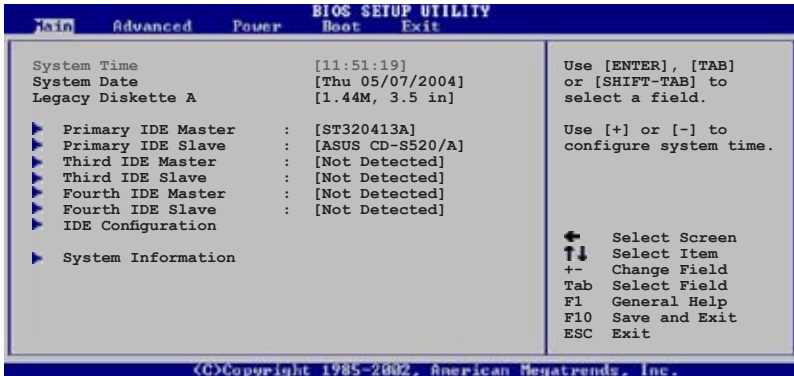 BIOS SETUP UTILITY
Main Advanced Power Boot Exit
System Time [11:51:19]
System Date [Thu 05/07/2004]
Legacy Diskette A [1.44M, 3.5 in]
Primary IDE Master : [ST320413A]
Primary IDE Slave : [ASUS CD-S520/A]
Third IDE Master : [Not Detected]
Third IDE Slave : [Not Detected]
Fourth IDE Master : [Not Detected]
Fourth IDE Slave : [Not Detected]
IDE Configuration
System Information
Use [ENTER], [TAB]
or [SHIFT-TAB] to
select a field.
Use [+] or [-] to
configure system time.
Select Screen
Select Item
+- Change Field
Tab Select Field
F1 General Help
F10 Save and Exit
ESC Exit
(C)Copyright 1985-2002, American Megatrends, Inc.